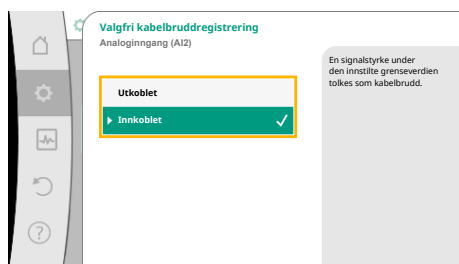 Valgfri kabelbruddregistrering
Analoginngang (AI2)
En signalstyrke under
den innstilte grenseverdien
tolkes som kabelbrudd.
Utkoblet
Innkoblet